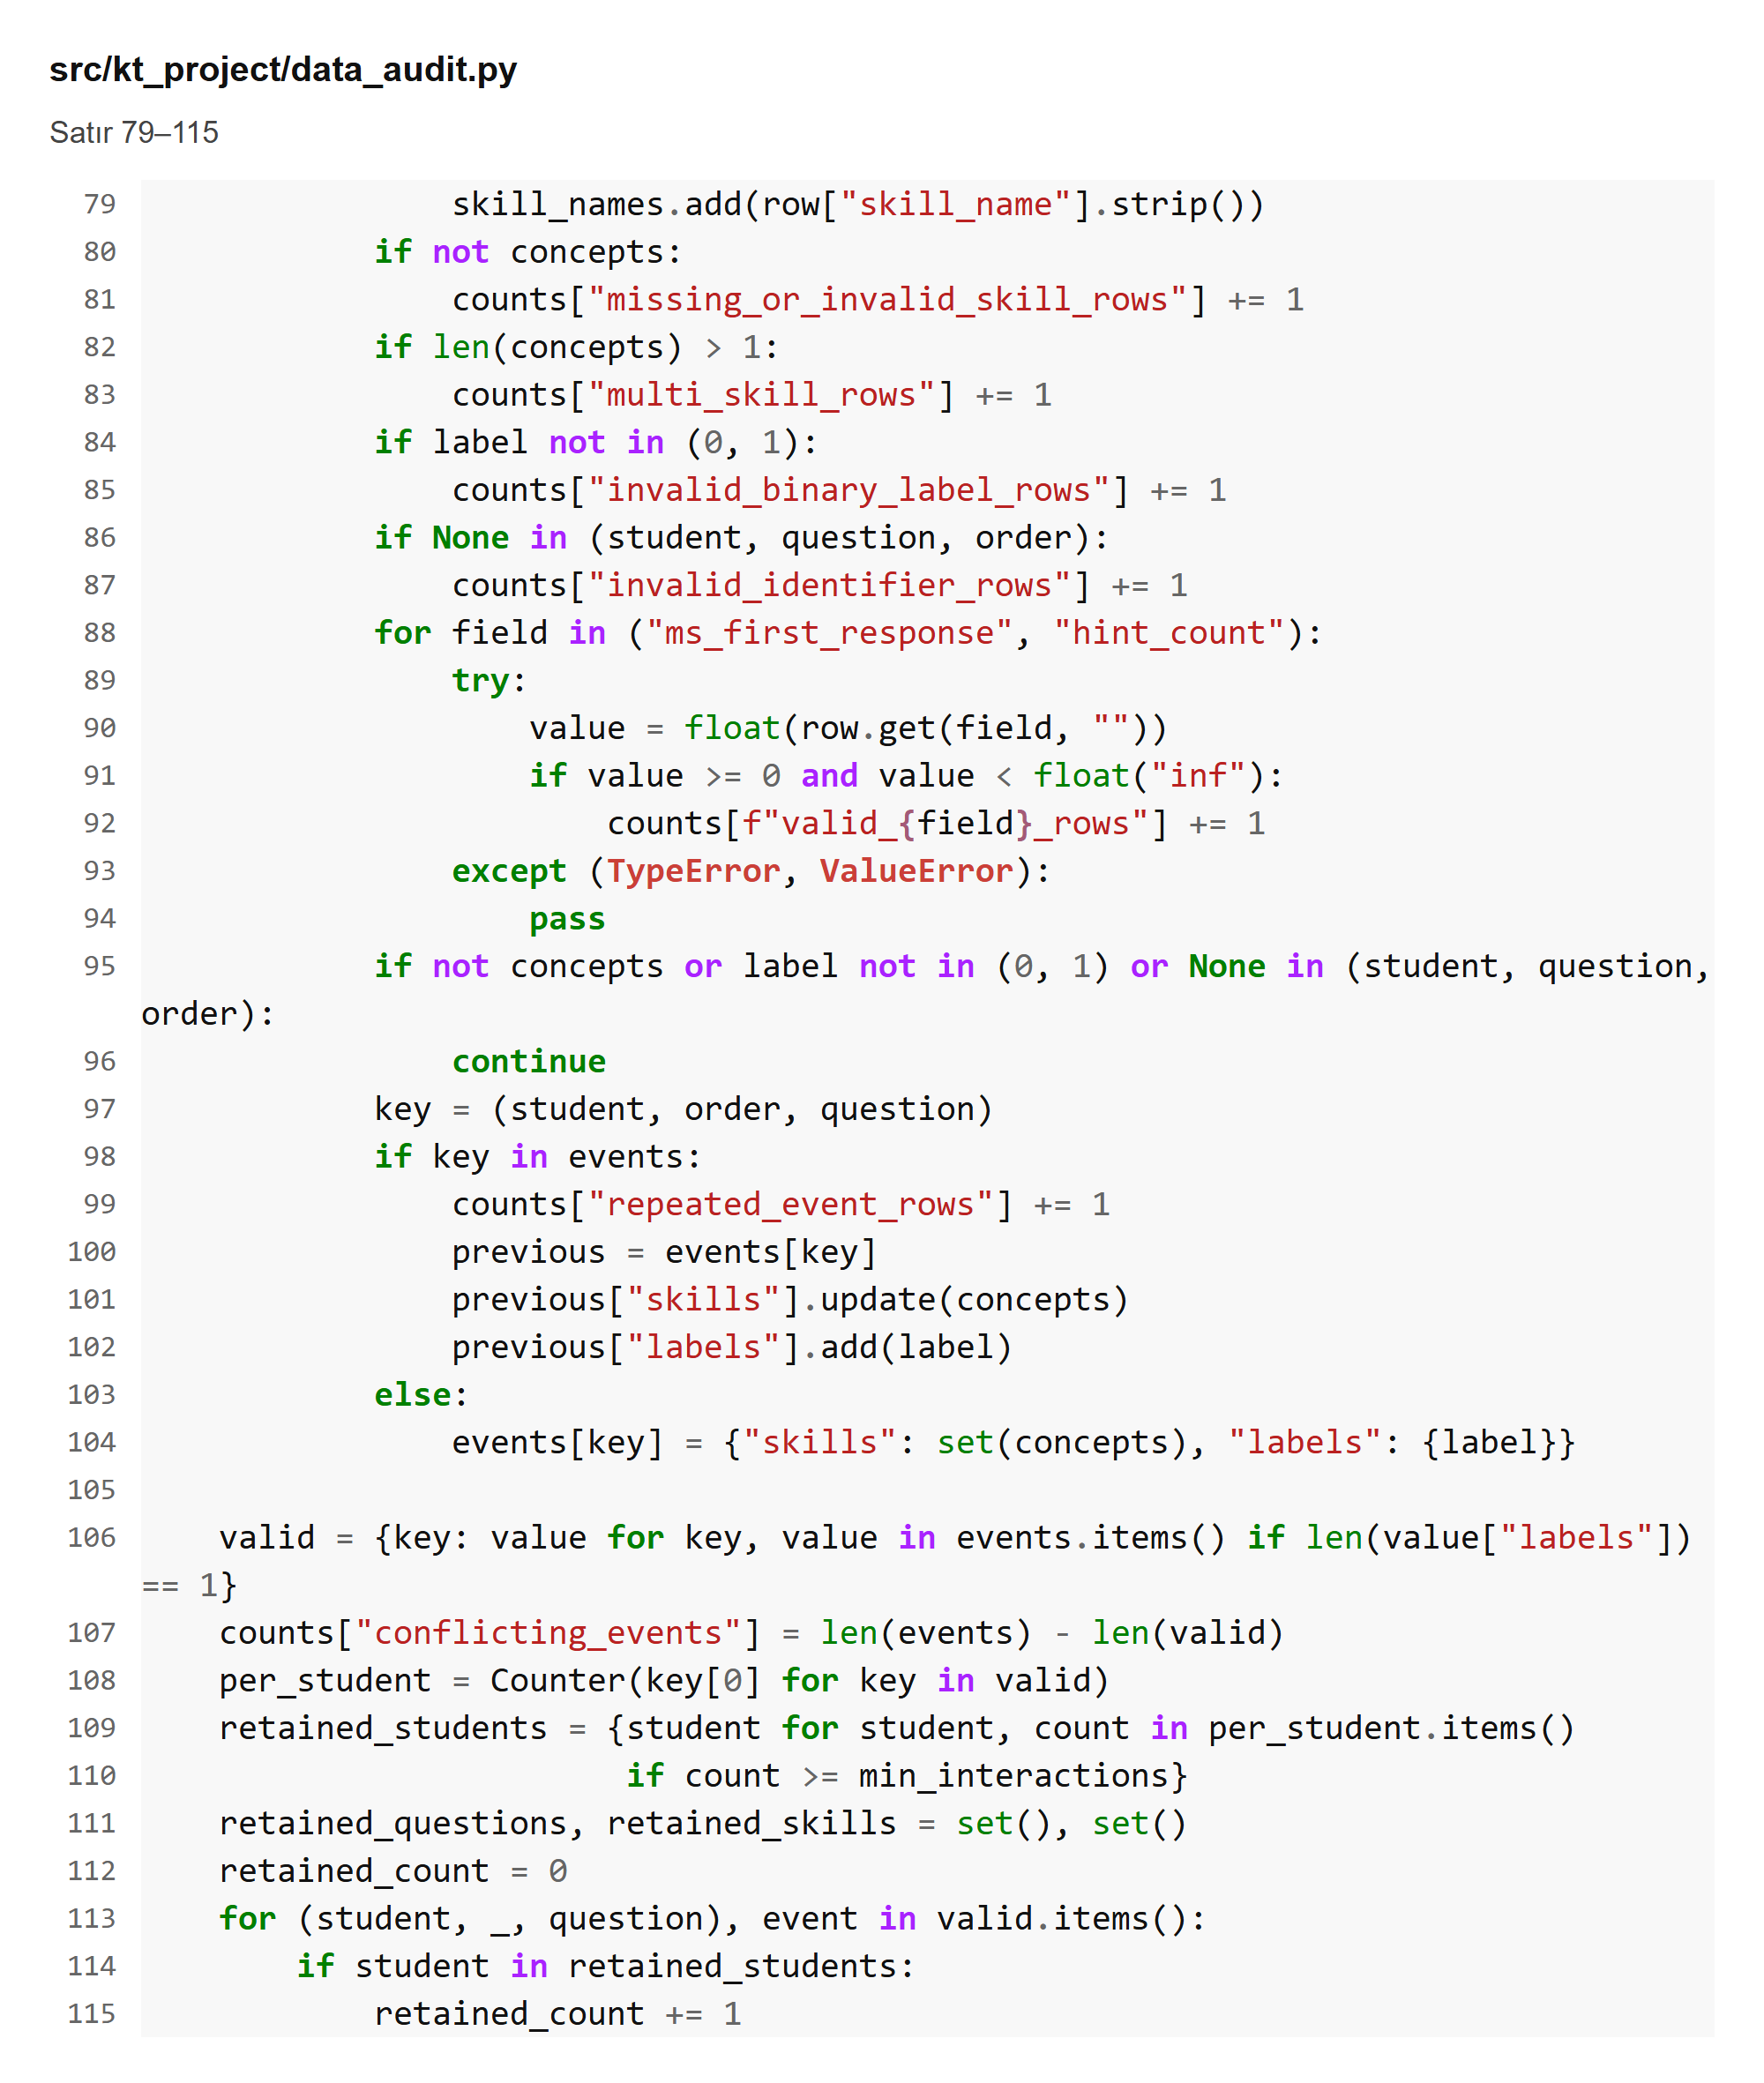 src/kt_project/data_audit.py
Satır 79–115
79                 skill_names.add(row["skill_name"].strip())
80             if not concepts:
81                 counts["missing_or_invalid_skill_rows"] += 1
82             if len(concepts) > 1:
83                 counts["multi_skill_rows"] += 1
84             if label not in (0, 1):
85                 counts["invalid_binary_label_rows"] += 1
86             if None in (student, question, order):
87                 counts["invalid_identifier_rows"] += 1
88             for field in ("ms_first_response", "hint_count"):
89                 try:
90                     value = float(row.get(field, ""))
91                     if value >= 0 and value < float("inf"):
92                         counts[f"valid_{field}_rows"] += 1
93                 except (TypeError, ValueError):
94                     pass
95             if not concepts or label not in (0, 1) or None in (student, question,
order):
96                 continue
97             key = (student, order, question)
98             if key in events:
99                 counts["repeated_event_rows"] += 1
100                 previous = events[key]
101                 previous["skills"].update(concepts)
102                 previous["labels"].add(label)
103             else:
104                 events[key] = {"skills": set(concepts), "labels": {label}}
105
106     valid = {key: value for key, value in events.items() if len(value["labels"])
== 1}
107     counts["conflicting_events"] = len(events) - len(valid)
108     per_student = Counter(key[0] for key in valid)
109     retained_students = {student for student, count in per_student.items()
110                          if count >= min_interactions}
111     retained_questions, retained_skills = set(), set()
112     retained_count = 0
113     for (student, _, question), event in valid.items():
114         if student in retained_students:
115             retained_count += 1